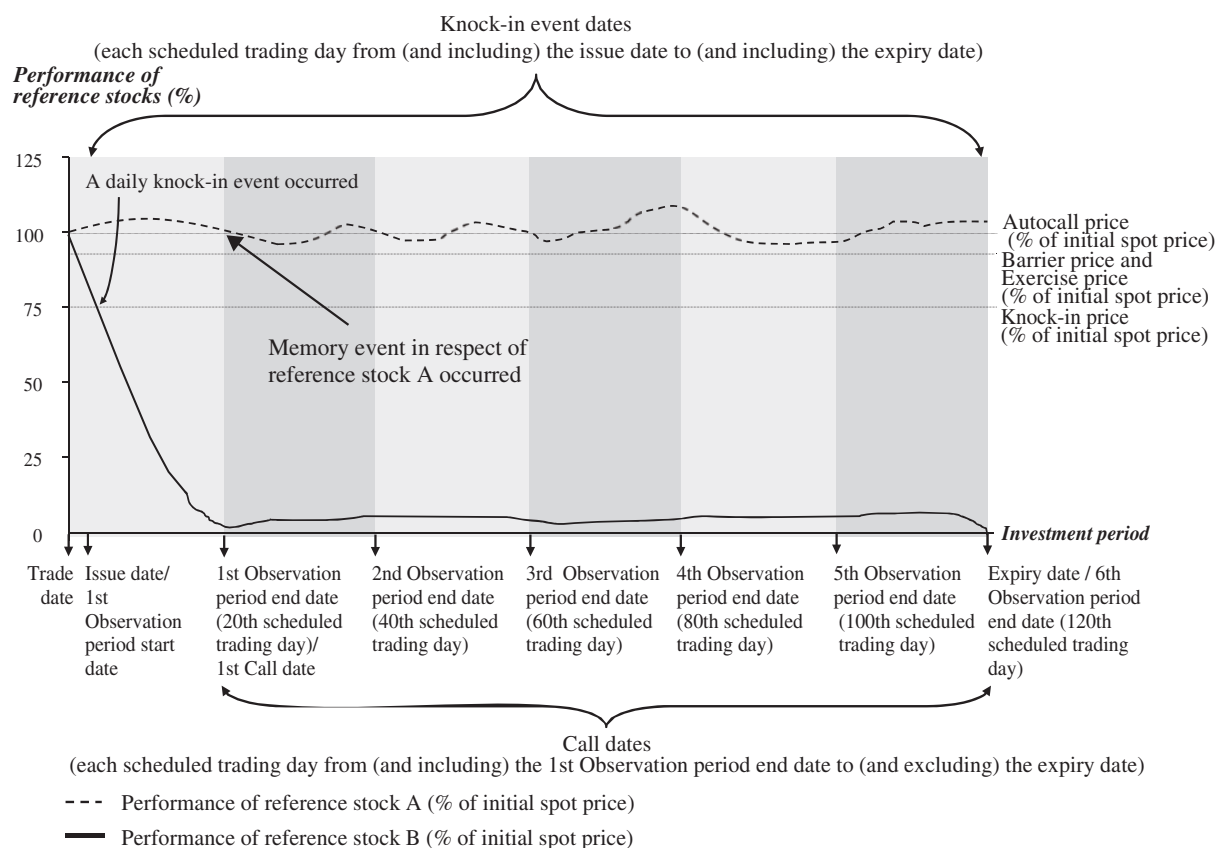 Knock-in event dates
(each scheduled trading day from (and including) the issue date to (and including) the expiry date)
Performance of
reference stocks (%)
125
100
75
50
25
0
A daily knock-in event occurred
Memory event in respect of
reference stock A occurred
Autocall price
(% of initial spot price)
Barrier price and
Exercise price
(% of initial spot price)
Knock-in price
(% of initial spot price)
Investment period
Trade
date
Issue date/
1st
Observation
period start
date
1st Observation
period end date
(20th scheduled
trading day)/
1st Call date
2nd Observation
period end date
(40th scheduled
trading day)
3rd Observation
period end date
(60th scheduled
trading day)
4th Observation
period end date
(80th scheduled
trading day)
5th Observation
period end date
(100th scheduled
trading day)
Expiry date / 6th
Observation period
end date (120th
scheduled trading
day)
Call dates
(each scheduled trading day from (and including) the 1st Observation period end date to (and excluding) the expiry date)
Performance of reference stock A (% of initial spot price)
Performance of reference stock B (% of initial spot price)